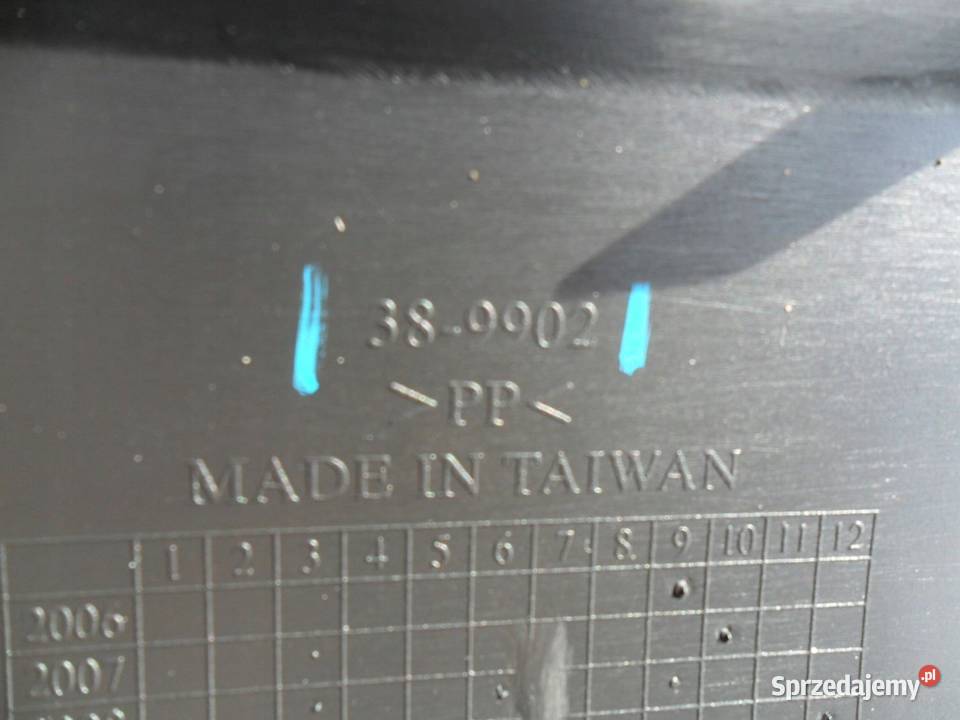 38-9902
>PP<
MADE IN TAIWAN
1 2 3 4 5 6 7 8 9 10 11 12
2006
2007
Sprzedajemy.pl